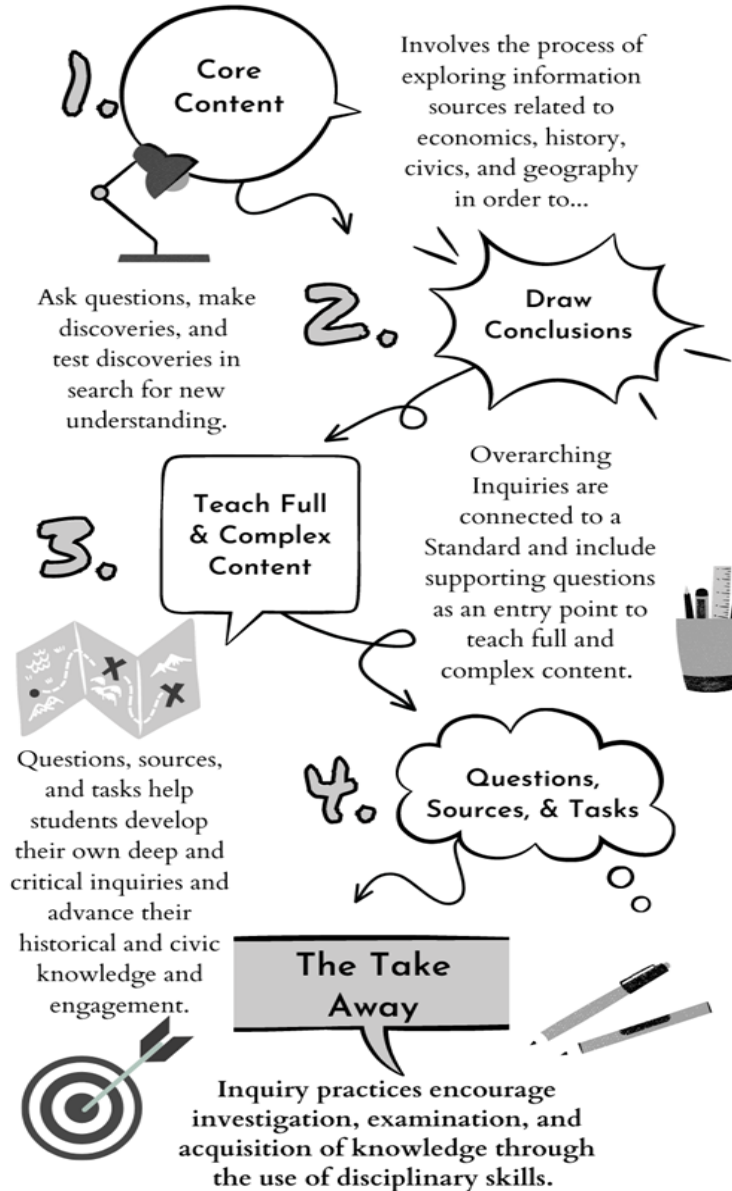 1.
Core
Content
Involves the process of
exploring information
sources related to
economics, history,
civics, and geography
in order to...
2.
Draw
Conclusions
Ask questions, make
discoveries, and
test discoveries in
search for new
understanding.
3.
Teach Full
& Complex
Content
Overarching
Inquiries are
connected to a
Standard and include
supporting questions
as an entry point to
teach full and
complex content.
4.
Questions,
Sources, & Tasks
Questions, sources,
and tasks help
students develop
their own deep and
critical inquiries and
advance their
historical and civic
knowledge and
engagement.
The Take
Away
Inquiry practices encourage
investigation, examination, and
acquisition of knowledge through
the use of disciplinary skills.